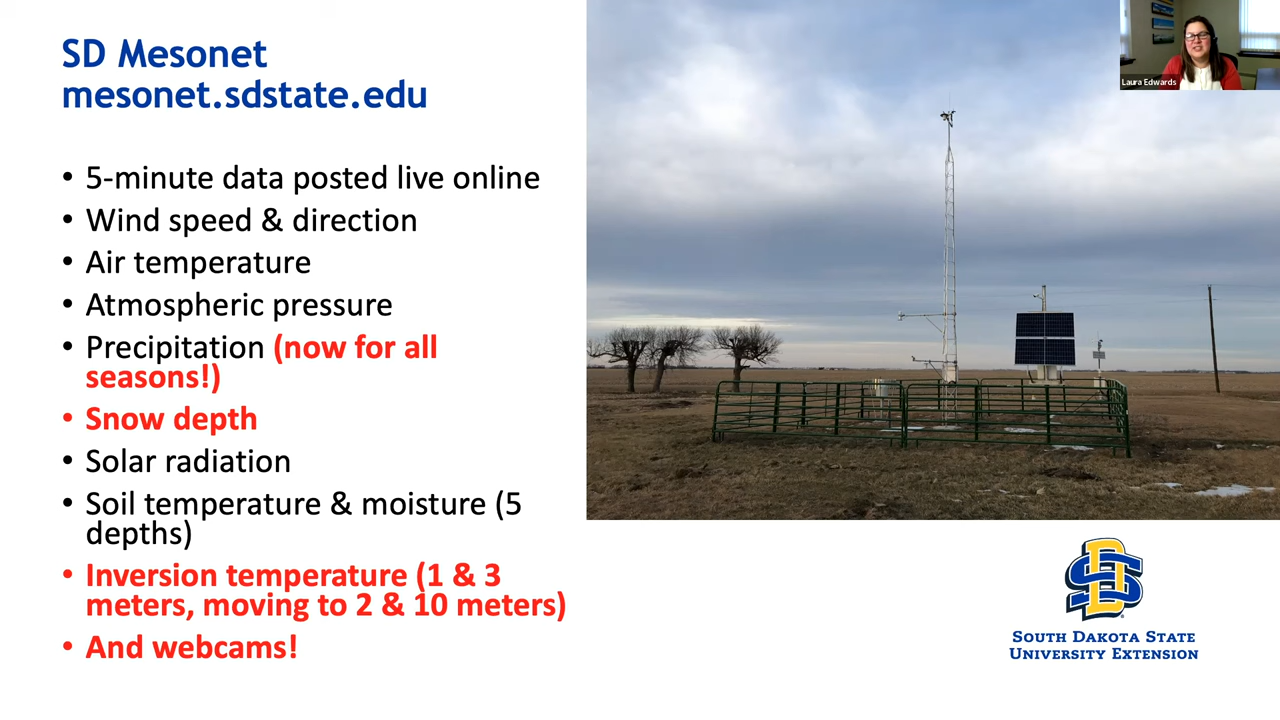 SD Mesonet
mesonet.sdstate.edu
• 5-minute data posted live online
• Wind speed & direction
• Air temperature
• Atmospheric pressure
• Precipitation (now for all
seasons!)
• Snow depth
• Solar radiation
• Soil temperature & moisture (5
depths)
• Inversion temperature (1 & 3
meters, moving to 2 & 10 meters)
• And webcams!
Laura Edwards
SD
SOUTH DAKOTA STATE
UNIVERSITY EXTENSION